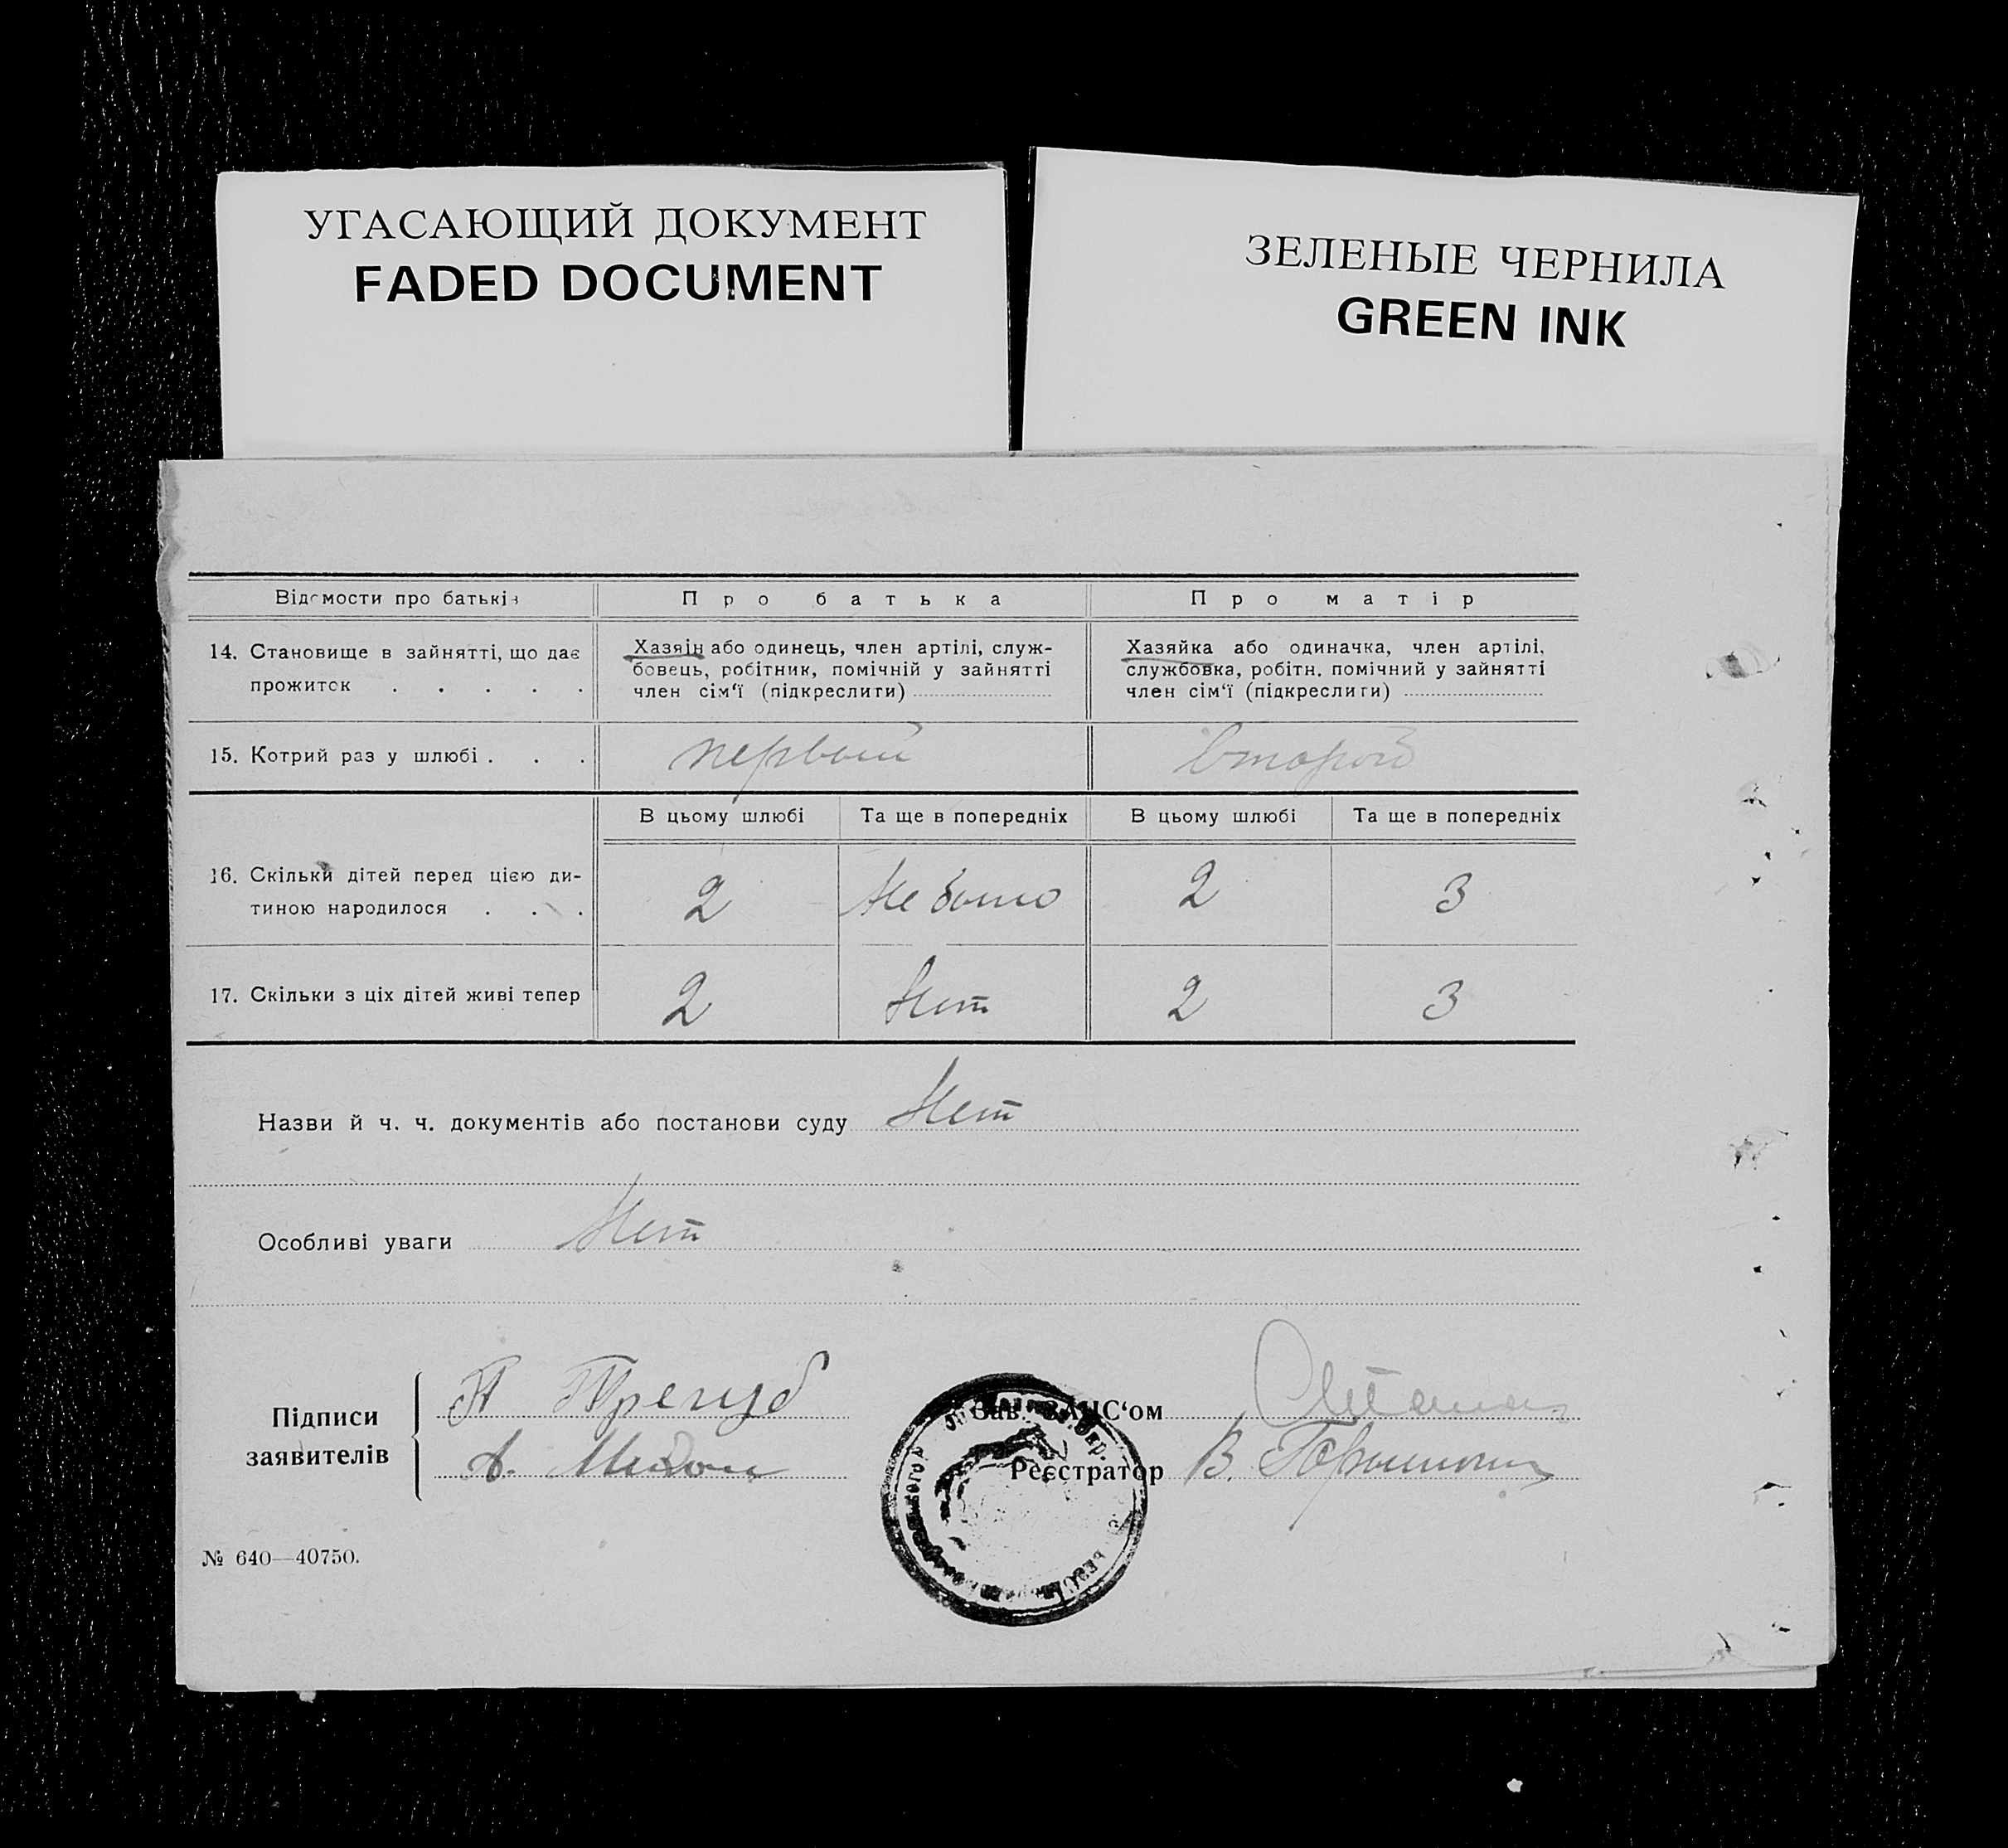 УГАСАЮЩИЙ ДОКУМЕНТ
FADED DOCUMENT
ЗЕЛЕНЫЕ ЧЕРНИЛА
GREEN INK
Відомости про батьків
Про батька
Про матір
14. Становище в зайнятті, що дає
прожиток . . . . .
Хазяїн або одинець, член артілі, служ-
бовець, робітник, помічній у зайнятті
член сім‘ї (підкреслити)
Хазяйка або одиначка, член артілі,
службовка, робітн. помічний у зайнятті
член сім‘ї (підкреслити)
15. Котрий раз у шлюбі . . .
первый
второй
В цьому шлюбі
Та ще в попередніх
В цьому шлюбі
Та ще в попередніх
16. Скільки дітей перед цією ди-
тиною народилося . . .
2
Не было
2
3
17. Скільки з ціх дітей живі тепер
2
Нет
2
3
Назви й ч. ч. документів або постанови суду Нет
Особливі уваги Нет
Підписи
заявителів
А.
Зав. ЗАГС‘ом
Реєстратор В.
№ 640—40750.